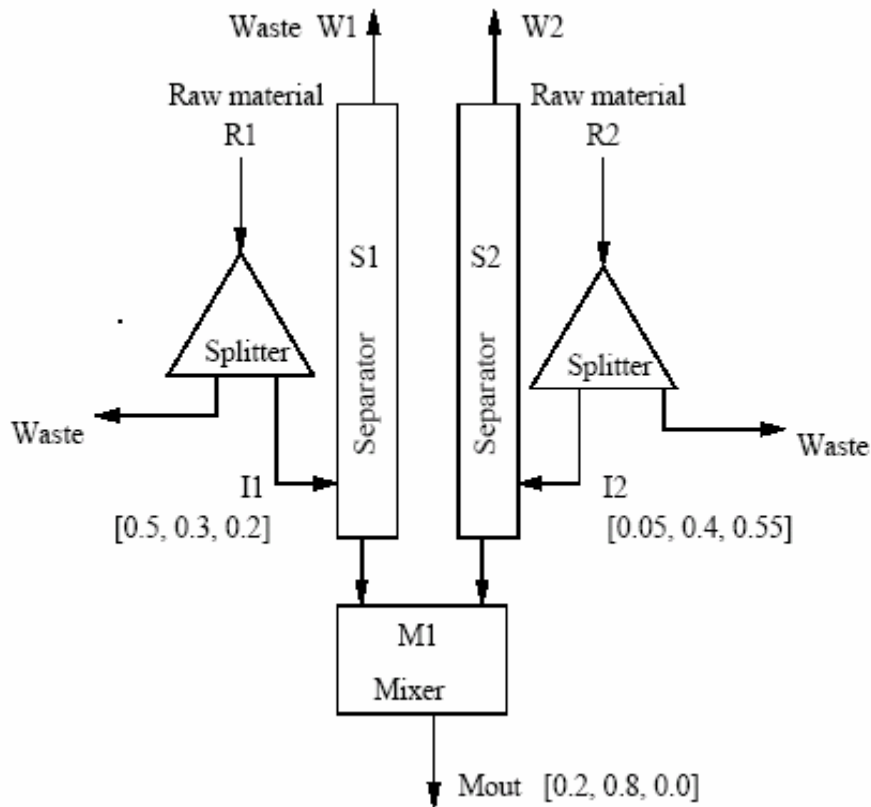 Waste W1
W2
Raw material
R1
Raw material
R2
S1
Separator
S2
Separator
Splitter
Splitter
Waste
Waste
I1
[0.5, 0.3, 0.2]
I2
[0.05, 0.4, 0.55]
M1
Mixer
Mout [0.2, 0.8, 0.0]